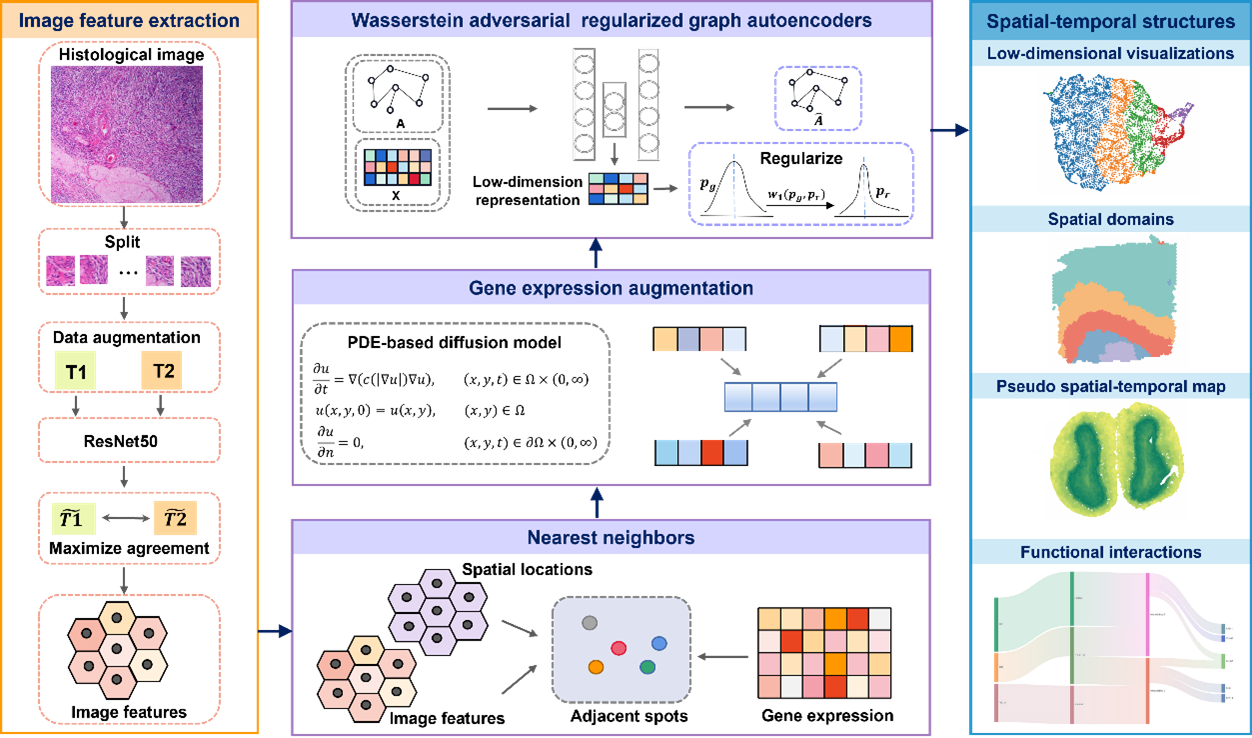 Image feature extraction
Histological image
Split
...
Data augmentation
T1 T2
ResNet50
$\widetilde{T1}$ $\widetilde{T2}$
Maximize agreement
Image features
Wasserstein adversarial regularized graph autoencoders
A
X
Low-dimension
representation
$\hat{A}$
Regularize
$p_g$ $w_1(p_g, p_r)$ $p_r$
Gene expression augmentation
PDE-based diffusion model
$\frac{\partial u}{\partial t} = \nabla(c(|\nabla u|)\nabla u), \quad (x, y, t) \in \Omega \times (0, \infty)$
$u(x, y, 0) = u(x, y), \quad (x, y) \in \Omega$
$\frac{\partial u}{\partial n} = 0, \quad (x, y, t) \in \partial\Omega \times (0, \infty)$
Nearest neighbors
Spatial locations
Image features
Adjacent spots
Gene expression
Spatial-temporal structures
Low-dimensional visualizations
Spatial domains
Pseudo spatial-temporal map
Functional interactions